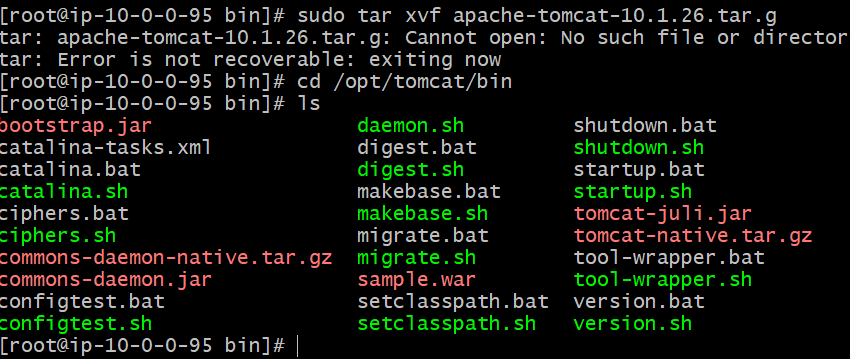 [root@ip-10-0-0-95 bin]# sudo tar xvf apache-tomcat-10.1.26.tar.g
tar: apache-tomcat-10.1.26.tar.g: Cannot open: No such file or director
tar: Error is not recoverable: exiting now
[root@ip-10-0-0-95 bin]# cd /opt/tomcat/bin
[root@ip-10-0-0-95 bin]# ls
bootstrap.jar daemon.sh shutdown.bat
catalina-tasks.xml digest.bat shutdown.sh
catalina.bat digest.sh startup.bat
catalina.sh makebase.bat startup.sh
ciphers.bat makebase.sh tomcat-juli.jar
ciphers.sh migrate.bat tomcat-native.tar.gz
commons-daemon-native.tar.gz migrate.sh tool-wrapper.bat
commons-daemon.jar sample.war tool-wrapper.sh
configtest.bat setclasspath.bat version.bat
configtest.sh setclasspath.sh version.sh
[root@ip-10-0-0-95 bin]#